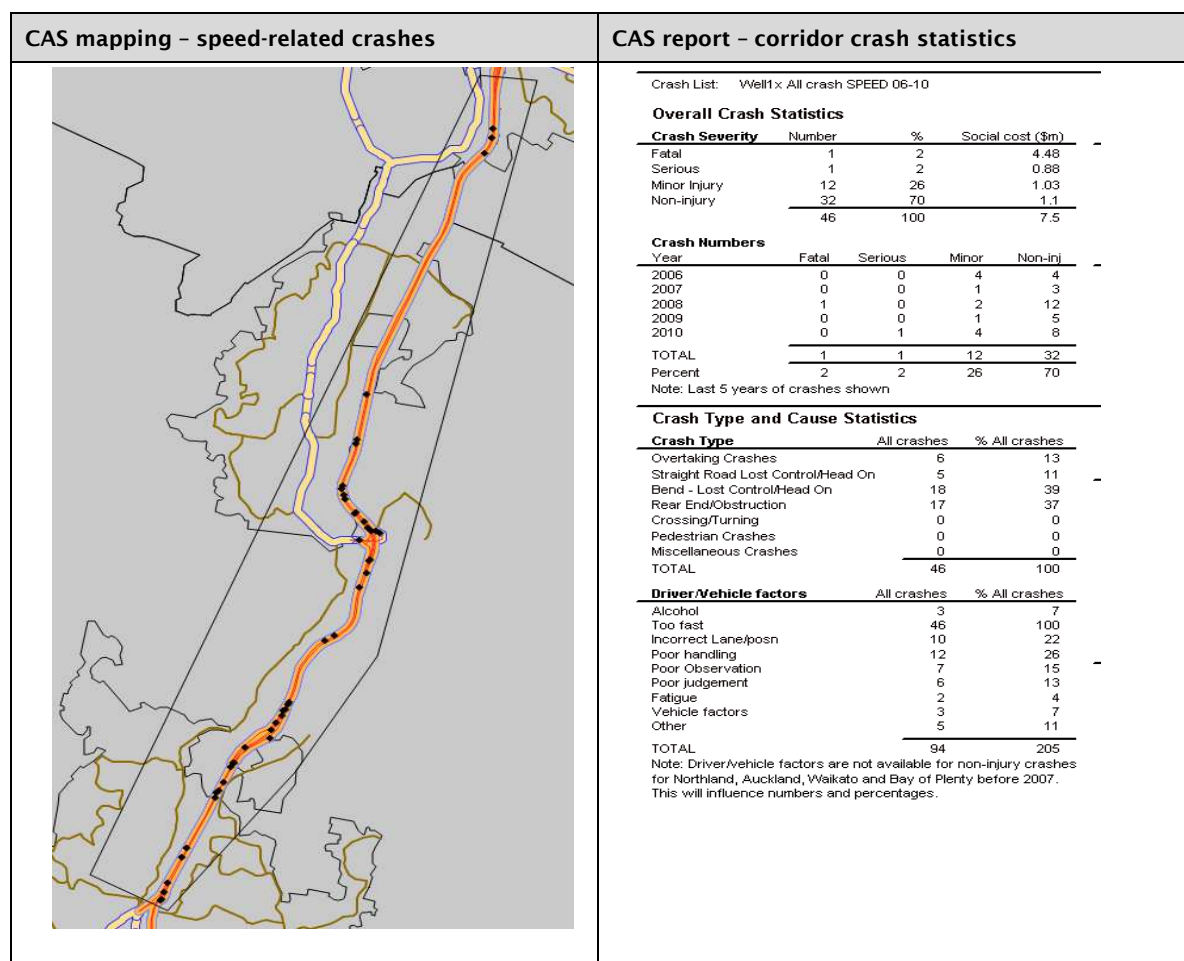 CAS mapping – speed-related crashes
CAS report – corridor crash statistics
Crash List: Well1x All crash SPEED 06-10
Overall Crash Statistics
Crash Severity Number % Social cost ($m)
Fatal 1 2 4.48
Serious 1 2 0.88
Minor Injury 12 26 1.03
Non-injury 32 70 1.1
46 100 7.5
Crash Numbers
Year Fatal Serious Minor Non-inj
2006 0 0 4 4
2007 0 0 1 3
2008 1 0 2 12
2009 0 0 1 5
2010 0 1 4 8
TOTAL 1 1 12 32
Percent 2 2 26 70
Note: Last 5 years of crashes shown
Crash Type and Cause Statistics
Crash Type All crashes % All crashes
Overtaking Crashes 6 13
Straight Road Lost Control/Head On 5 11
Bend - Lost Control/Head On 18 39
Rear End/Obstruction 17 37
Crossing/Turning 0 0
Pedestrian Crashes 0 0
Miscellaneous Crashes 0 0
TOTAL 46 100
Driver/Vehicle factors All crashes % All crashes
Alcohol 3 7
Too fast 46 100
Incorrect Lane/posn 10 22
Poor handling 12 26
Poor Observation 7 15
Poor judgement 6 13
Fatigue 2 4
Vehicle factors 3 7
Other 5 11
TOTAL 94 205
Note: Driver/vehicle factors are not available for non-injury crashes
for Northland, Auckland, Waikato and Bay of Plenty before 2007.
This will influence numbers and percentages.